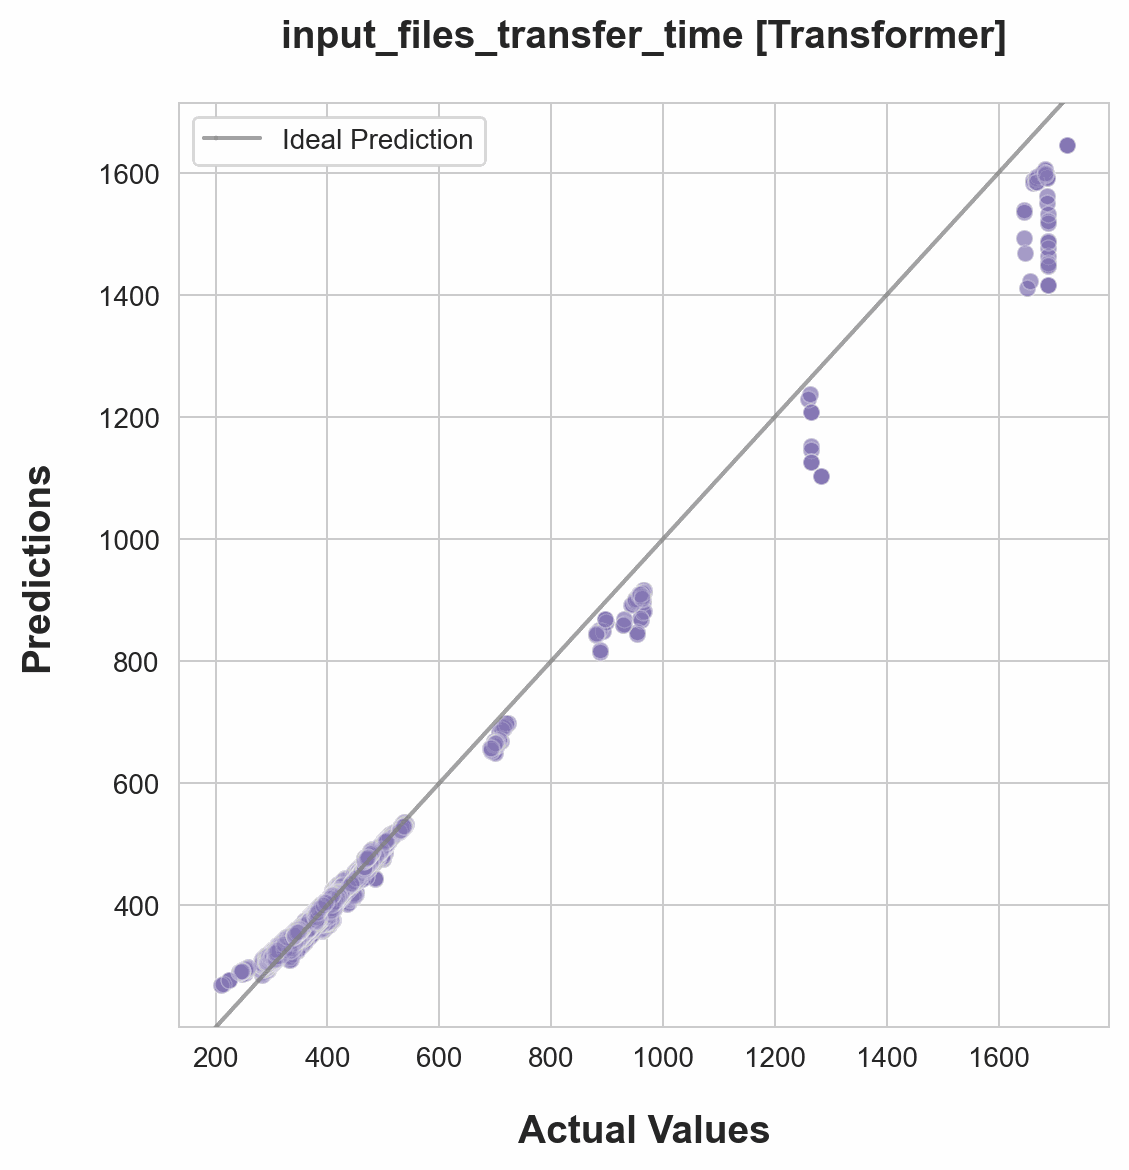 input_files_transfer_time [Transformer]
Ideal Prediction
1600
1400
1200
1000
800
600
400
Predictions
200 400 600 800 1000 1200 1400 1600
Actual Values